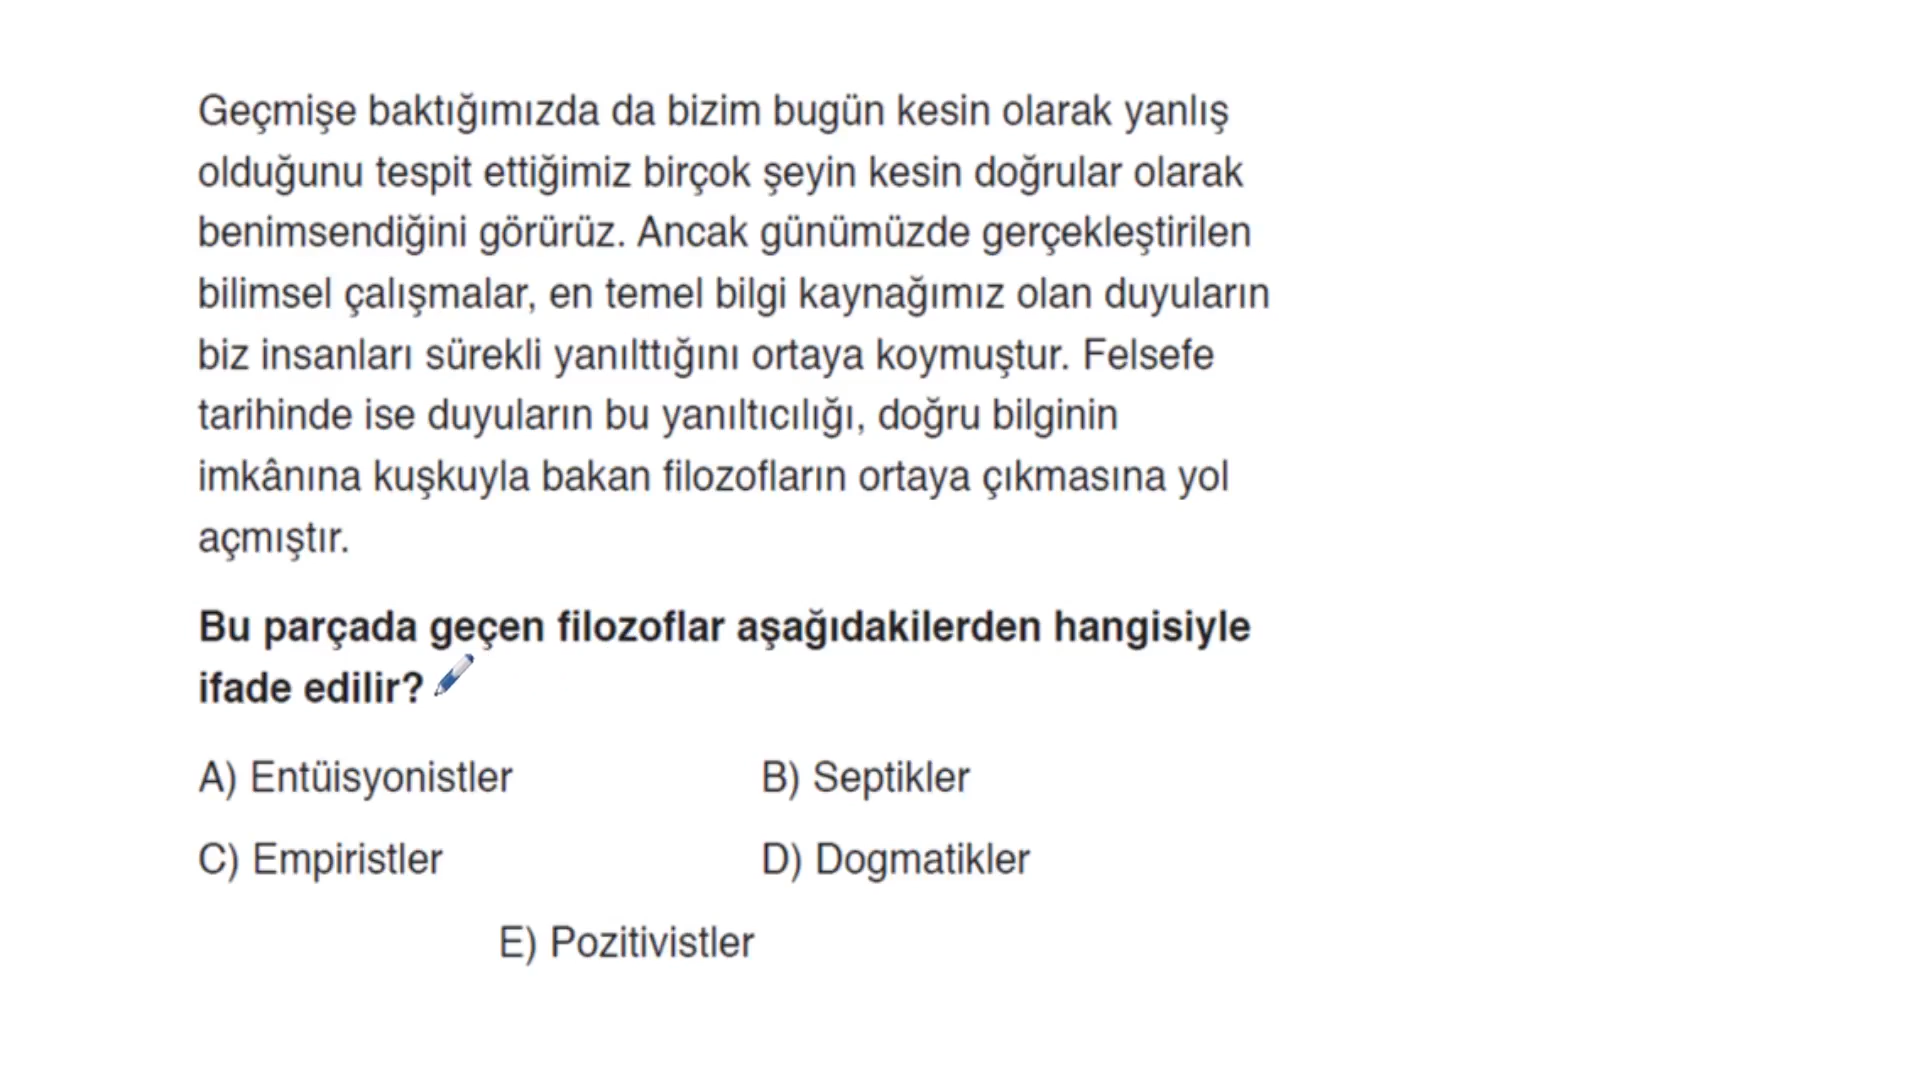 Geçmişe baktığımızda da bizim bugün kesin olarak yanlış
olduğunu tespit ettiğimiz birçok şeyin kesin doğrular olarak
benimsendiğini görürüz. Ancak günümüzde gerçekleştirilen
bilimsel çalışmalar, en temel bilgi kaynağımız olan duyuların
biz insanları sürekli yanılttığını ortaya koymuştur. Felsefe
tarihinde ise duyuların bu yanıltıcılığı, doğru bilginin
imkânına kuşkuyla bakan filozofların ortaya çıkmasına yol
açmıştır.
Bu parçada geçen filozoflar aşağıdakilerden hangisiyle
ifade edilir?
A) Entüisyonistler B) Septikler
C) Empiristler D) Dogmatikler
E) Pozitivistler